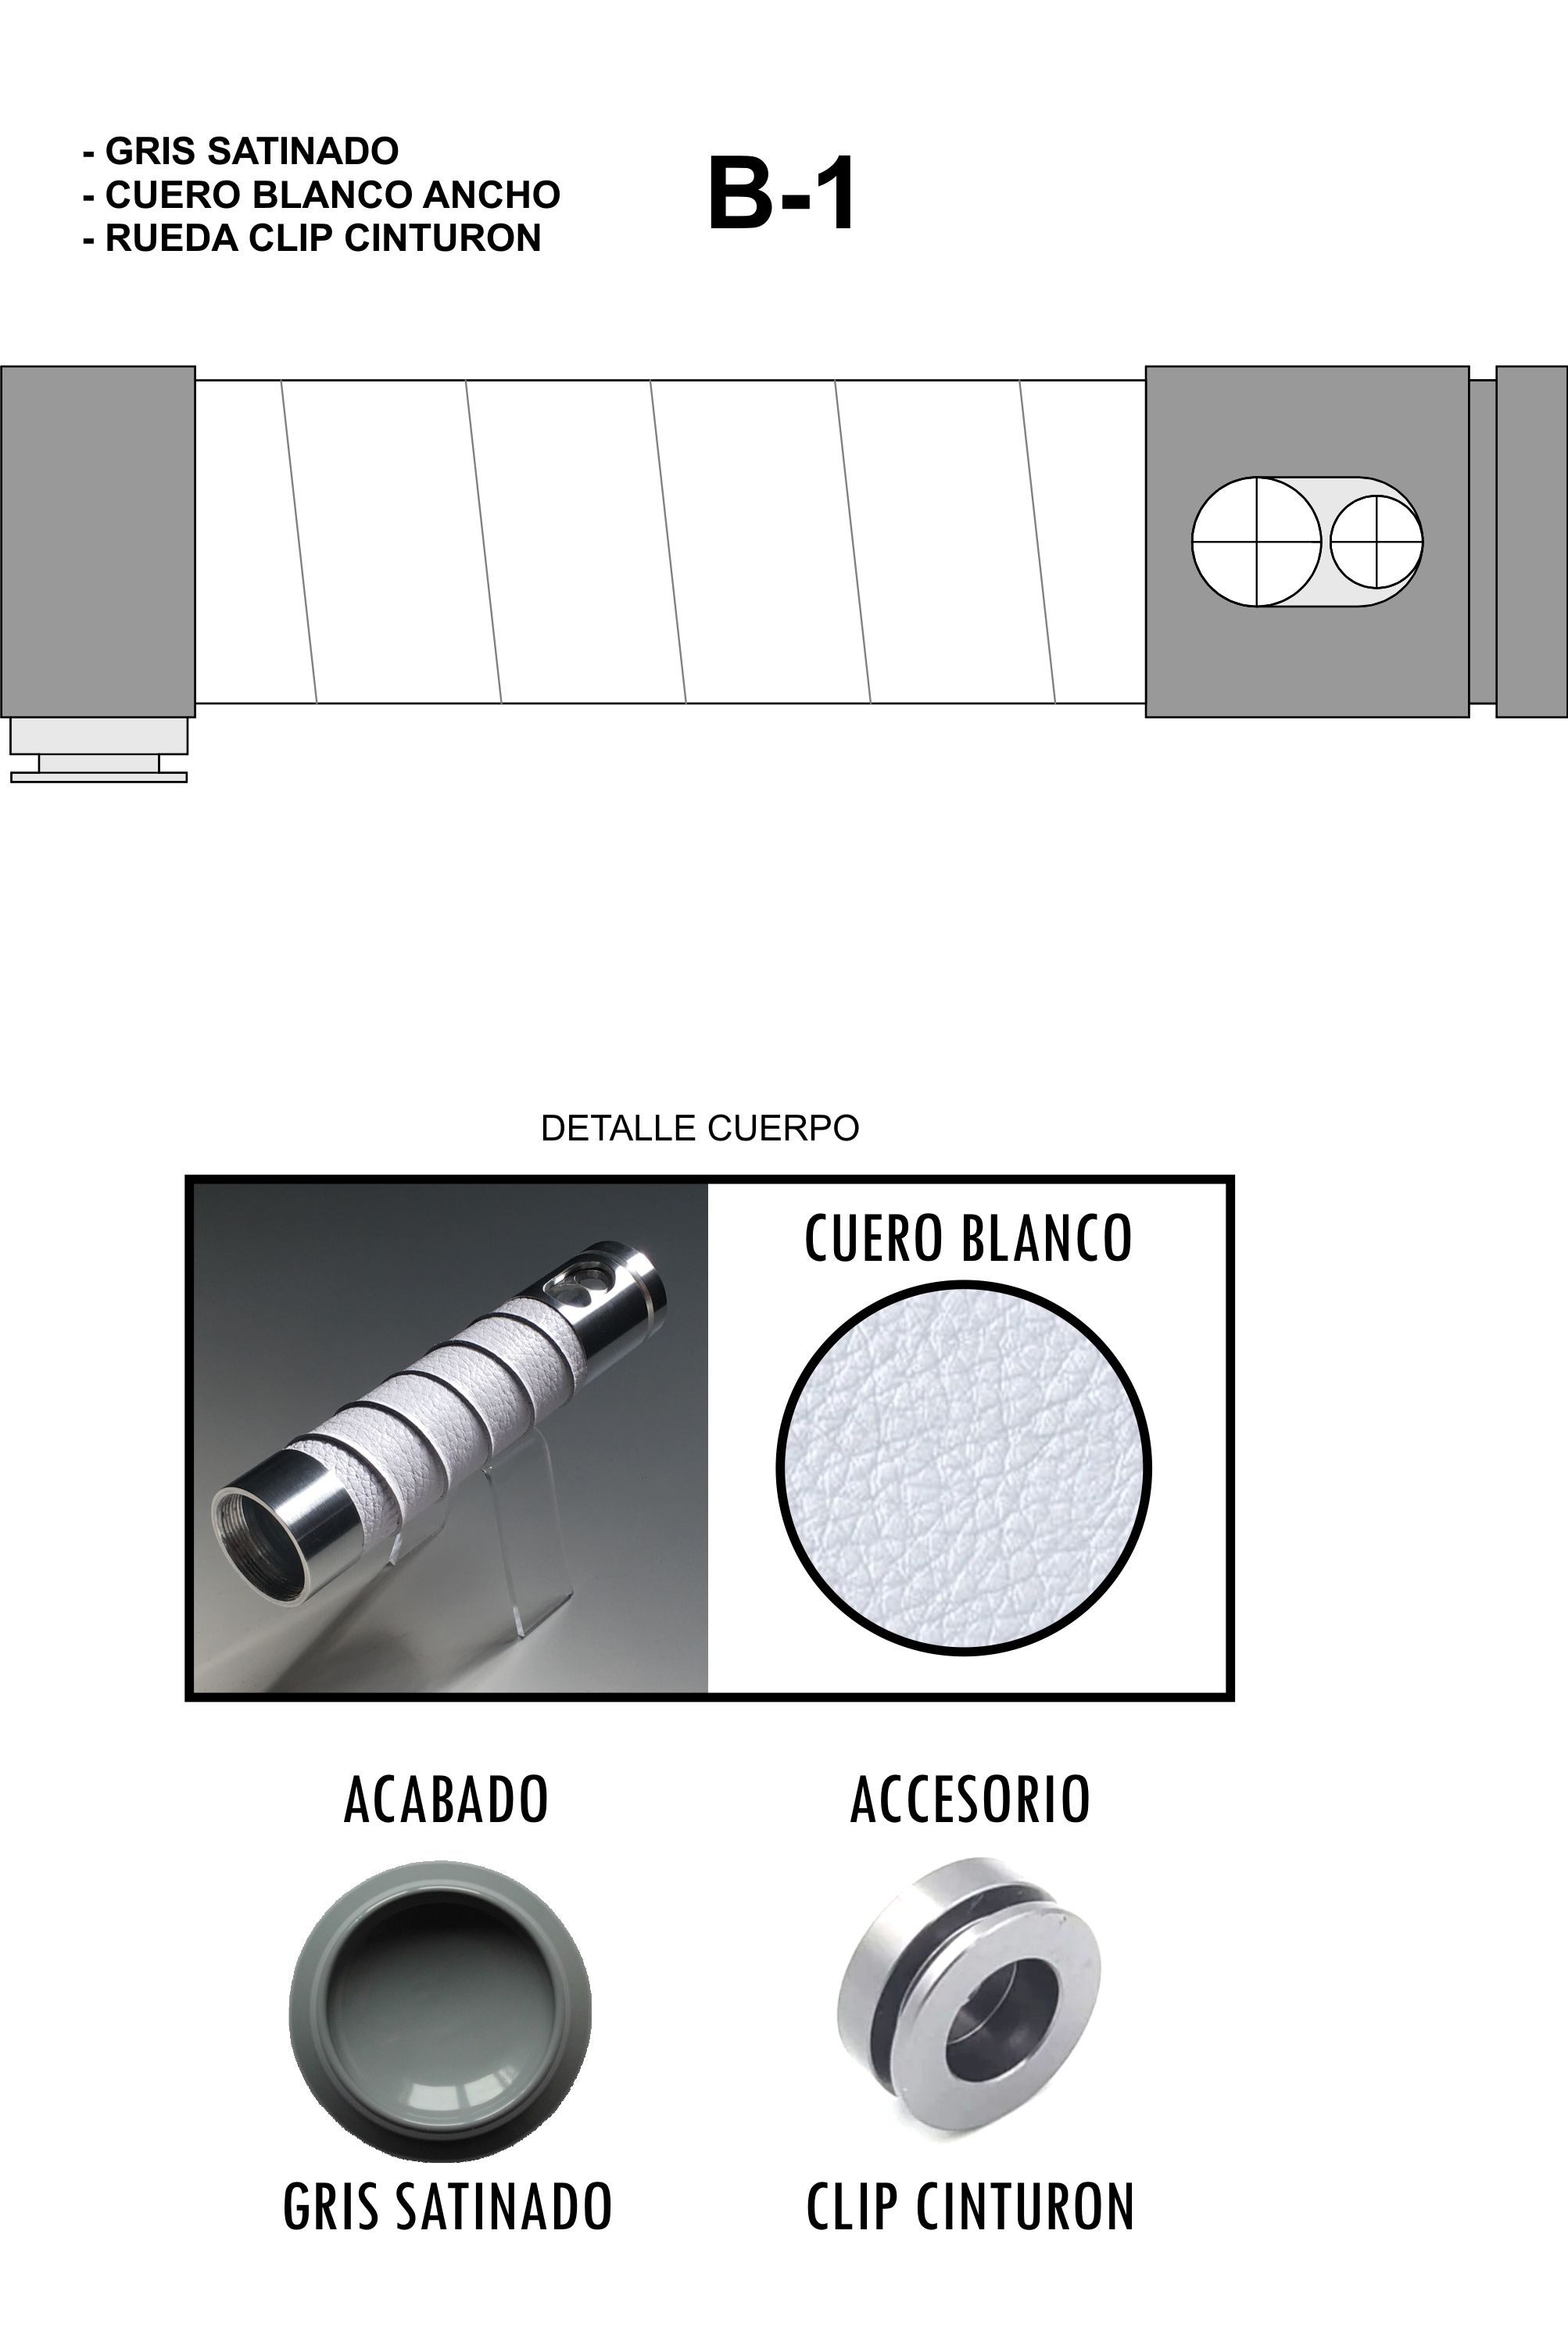 - GRIS SATINADO
- CUERO BLANCO ANCHO
- RUEDA CLIP CINTURON
B-1
DETALLE CUERPO
CUERO BLANCO
ACABADO
ACCESORIO
GRIS SATINADO
CLIP CINTURON